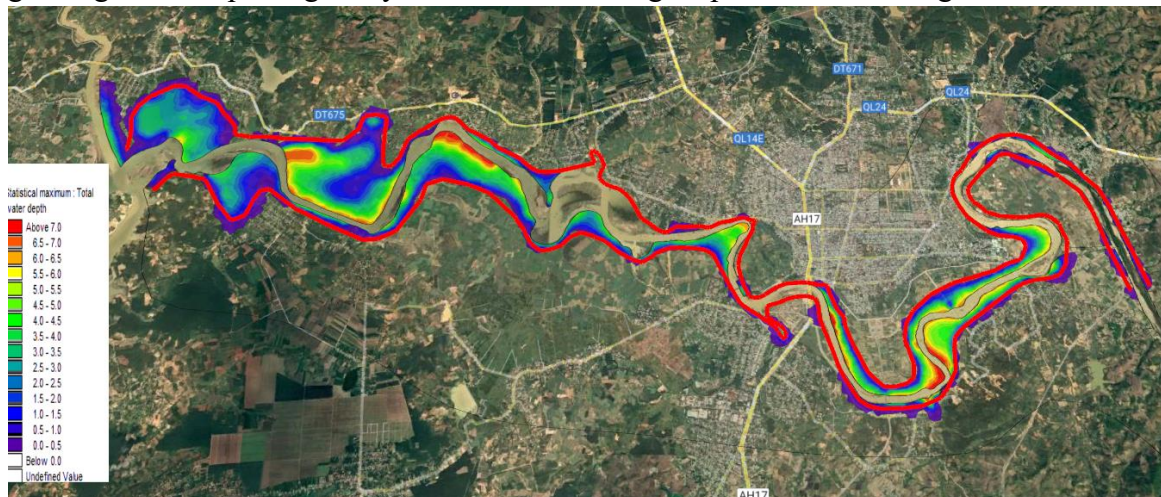 DT671
QL24
QL24
DT675
QL14E
Statistical maximum : Total
water depth
Above 7.0
6.5 - 7.0
6.0 - 6.5
5.5 - 6.0
5.0 - 5.5
4.5 - 5.0
4.0 - 4.5
3.5 - 4.0
3.0 - 3.5
2.5 - 3.0
2.0 - 2.5
1.5 - 2.0
1.0 - 1.5
0.5 - 1.0
0.0 - 0.5
Below 0.0
Undefined Value
AH17
AH17